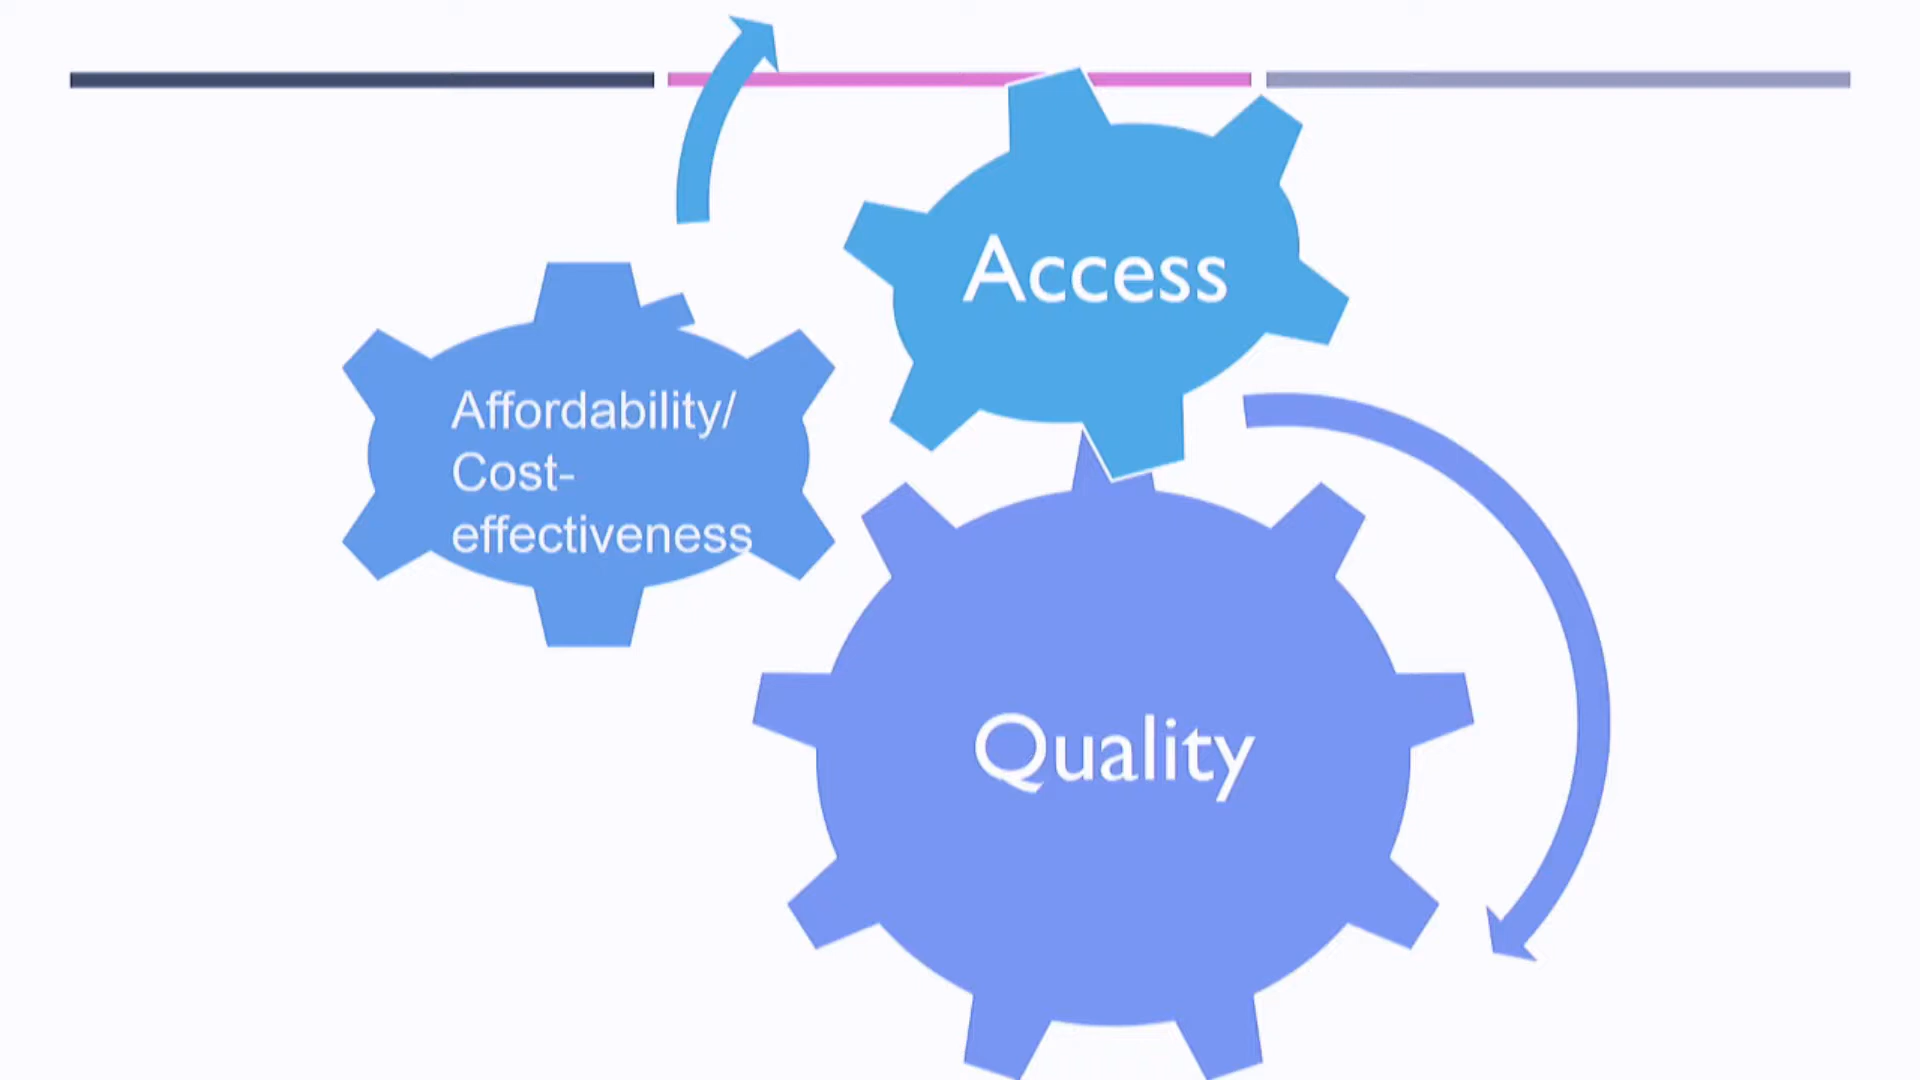 Access
Affordability/
Cost-
effectiveness
Quality